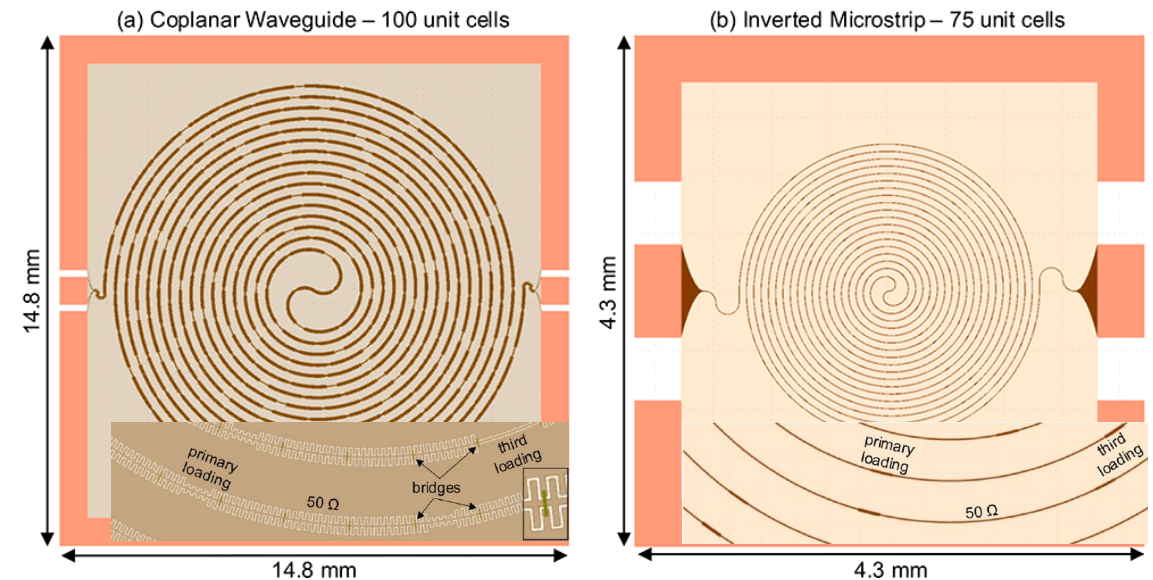 (a) Coplanar Waveguide – 100 unit cells
(b) Inverted Microstrip – 75 unit cells
14.8 mm
4.3 mm
primary
loading
50 Ω
bridges
third
loading
primary
loading
50 Ω
third
loading
14.8 mm
4.3 mm